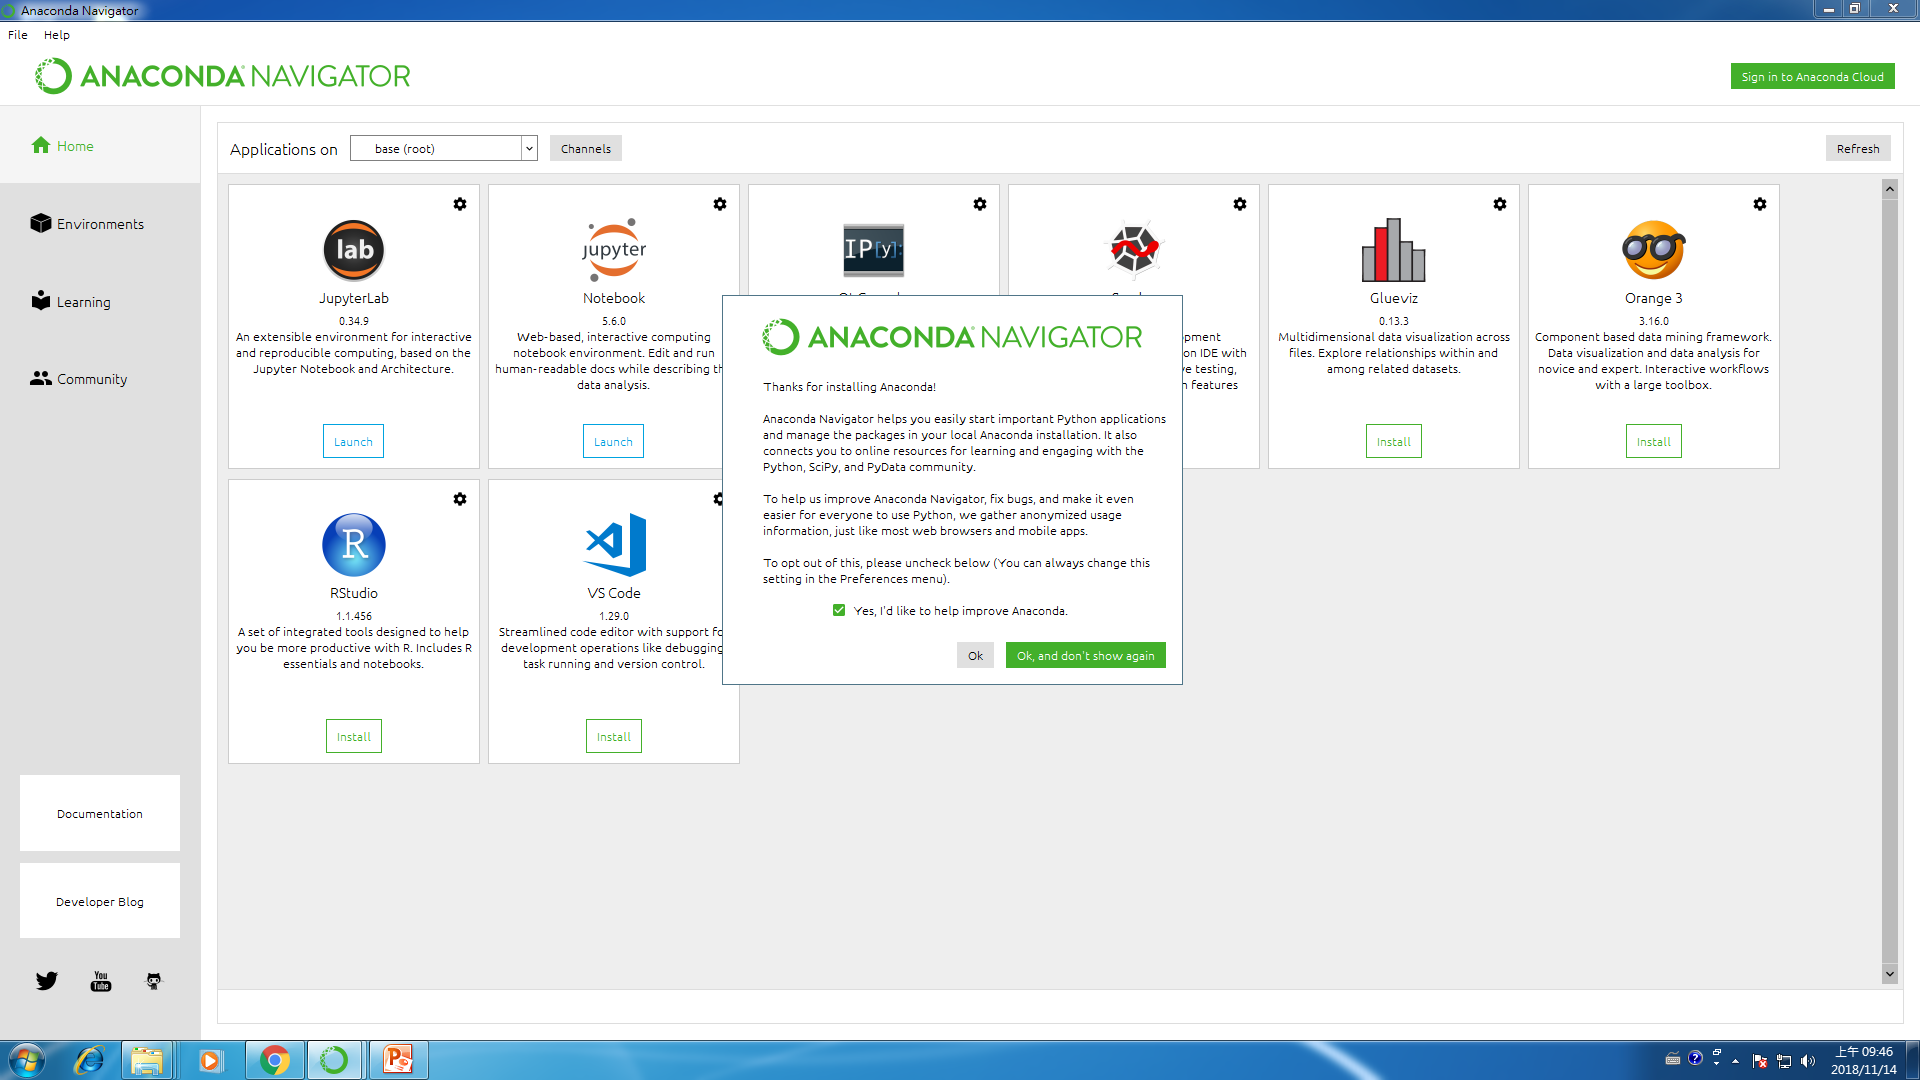 Anaconda Navigator
File Help
ANACONDA NAVIGATOR
Sign in to Anaconda Cloud
Home
Environments
Learning
Community
Documentation
Developer Blog
You
Tube
Applications on base (root) Channels
Refresh
lab
JupyterLab
0.34.9
An extensible environment for interactive
and reproducible computing, based on the
Jupyter Notebook and Architecture.
Launch
jupyter
Notebook
5.6.0
Web-based, interactive computing
notebook environment. Edit and run
human-readable docs while describing
data analysis.
Launch
IP[y]:
pment
on IDE with
ve testing,
features
Glueviz
0.13.3
Multidimensional data visualization across
files. Explore relationships within and
among related datasets.
Install
Orange 3
3.16.0
Component based data mining framework.
Data visualization and data analysis for
novice and expert. Interactive workflows
with a large toolbox.
Install
R
RStudio
1.1.456
A set of integrated tools designed to help
you be more productive with R. Includes R
essentials and notebooks.
Install
VS Code
1.29.0
Streamlined code editor with support
development operations like debugging
task running and version control.
Install
ANACONDA NAVIGATOR
Thanks for installing Anaconda!
Anaconda Navigator helps you easily start important Python applications
and manage the packages in your local Anaconda installation. It also
connects you to online resources for learning and engaging with the
Python, SciPy, and PyData community.
To help us improve Anaconda Navigator, fix bugs, and make it even
easier for everyone to use Python, we gather anonymized usage
information, just like most web browsers and mobile apps.
To opt out of this, please uncheck below (You can always change this
setting in the Preferences menu).
Yes, I'd like to help improve Anaconda.
Ok
Ok, and don't show again
上午 09:46
2018/11/14